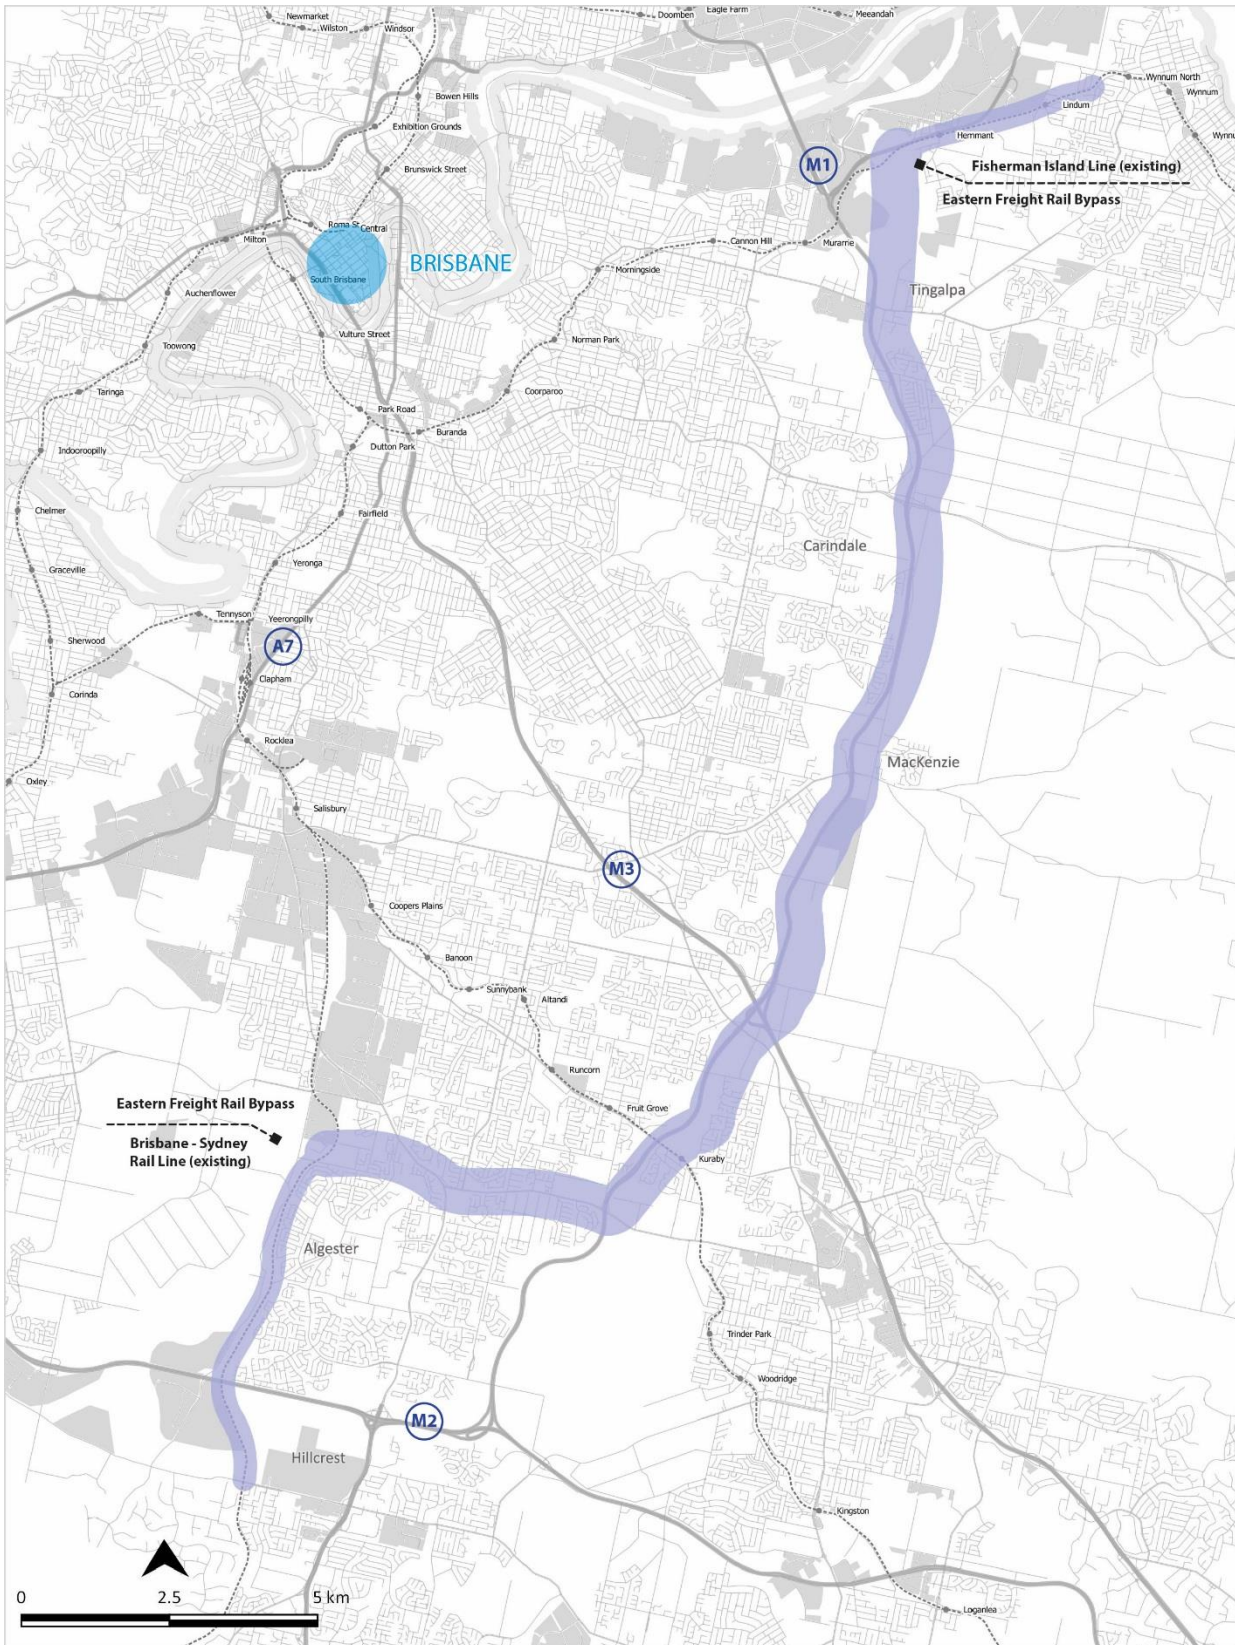 Doomben
Eagle Farm
Meeandah
Newmarket
Wilston
Windsor
Wynnum North
Bowen Hills
Lindum
Wynnum
Exhibition Grounds
Hemmant
Wynnu
M1
Brunswick Street
Fisherman Island Line (existing)
Eastern Freight Rail Bypass
Roma St
Central
Milton
Cannon Hill
Murarrie
BRISBANE
Morningside
South Brisbane
Auchenflower
Tingalpa
Vulture Street
Toowong
Norman Park
Taringa
Coorparoo
Park Road
Buranda
Dutton Park
Indooroopilly
Chelmer
Fairfield
Carindale
Yeronga
Graceville
Tennyson
Yeerongpilly
Sherwood
A7
Clapham
Corinda
Rocklea
MacKenzie
Oxley
Salisbury
M3
Coopers Plains
Banoon
Sunnybank
Altandi
Runcorn
Eastern Freight Rail Bypass
Fruit Grove
Brisbane - Sydney
Rail Line (existing)
Kuraby
Algester
Trinder Park
Woodridge
M2
Hillcrest
Kingston
0
2.5
5 km
Loganlea